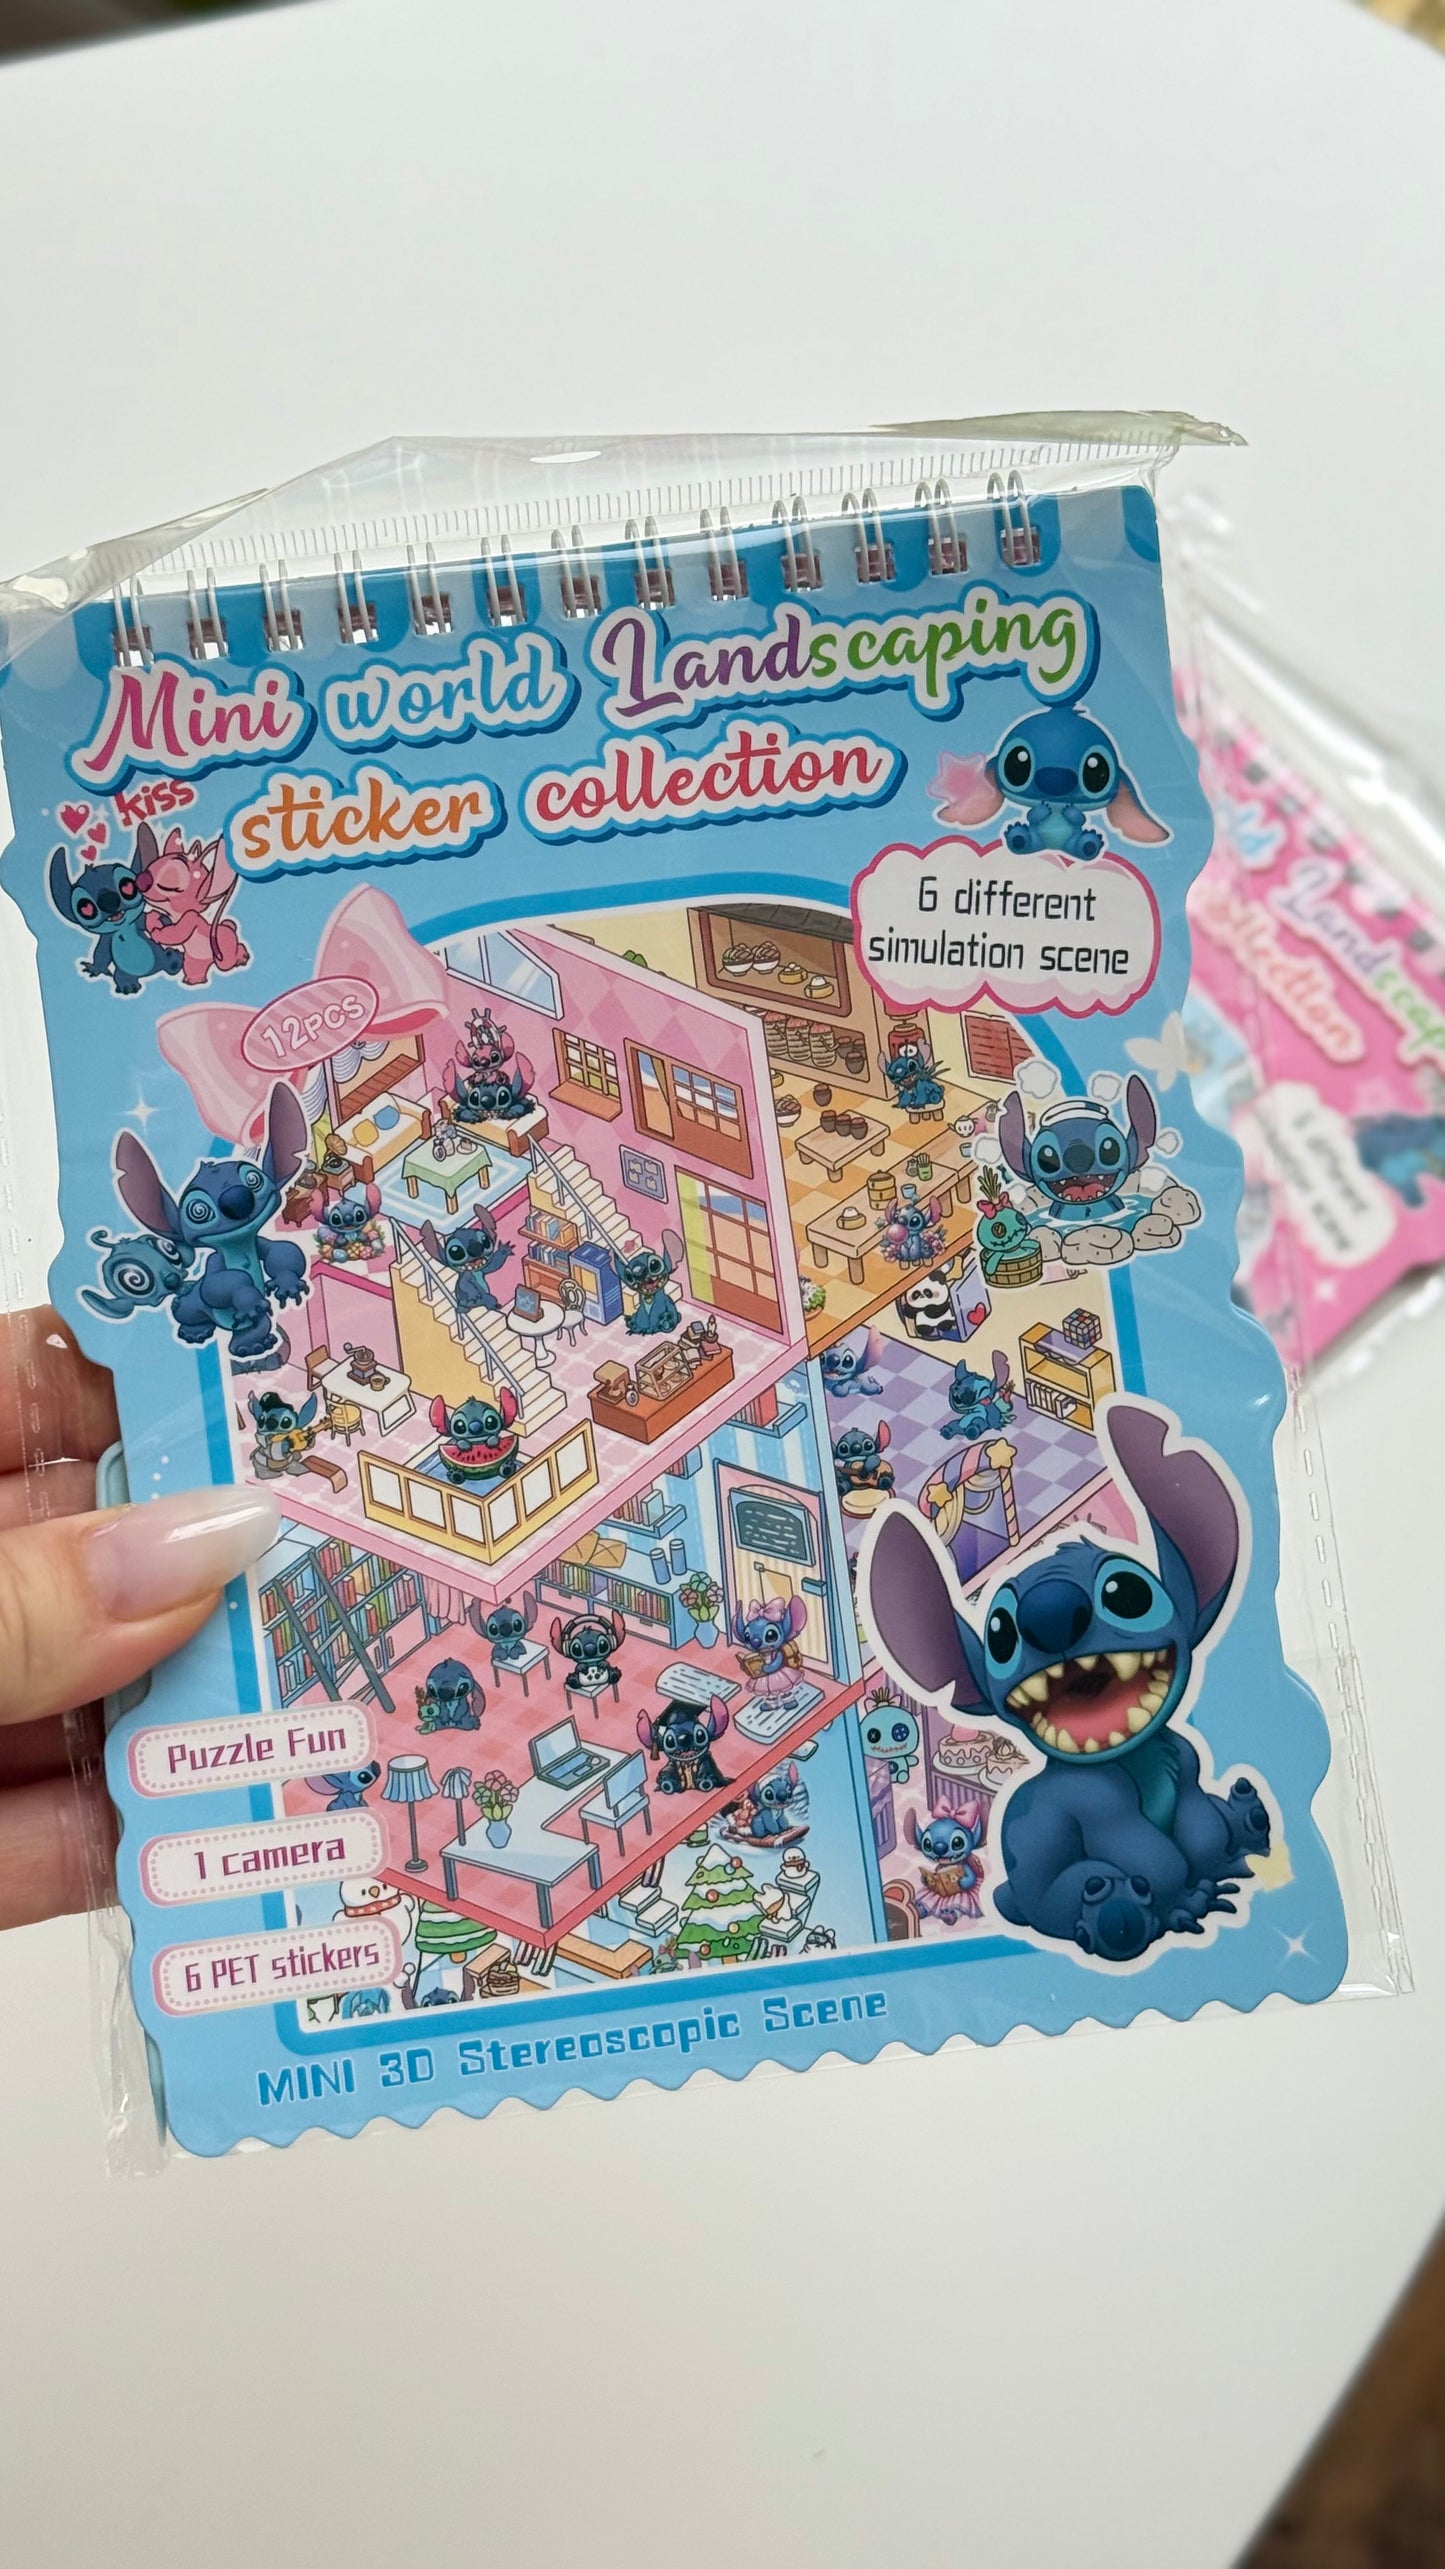 Mini world Landscaping
sticker collection
kiss
6 different
simulation scene
12PCS
Puzzle Fun
1 camera
6 PET stickers
MINI 3D Stereoscopic Scene
Landscap